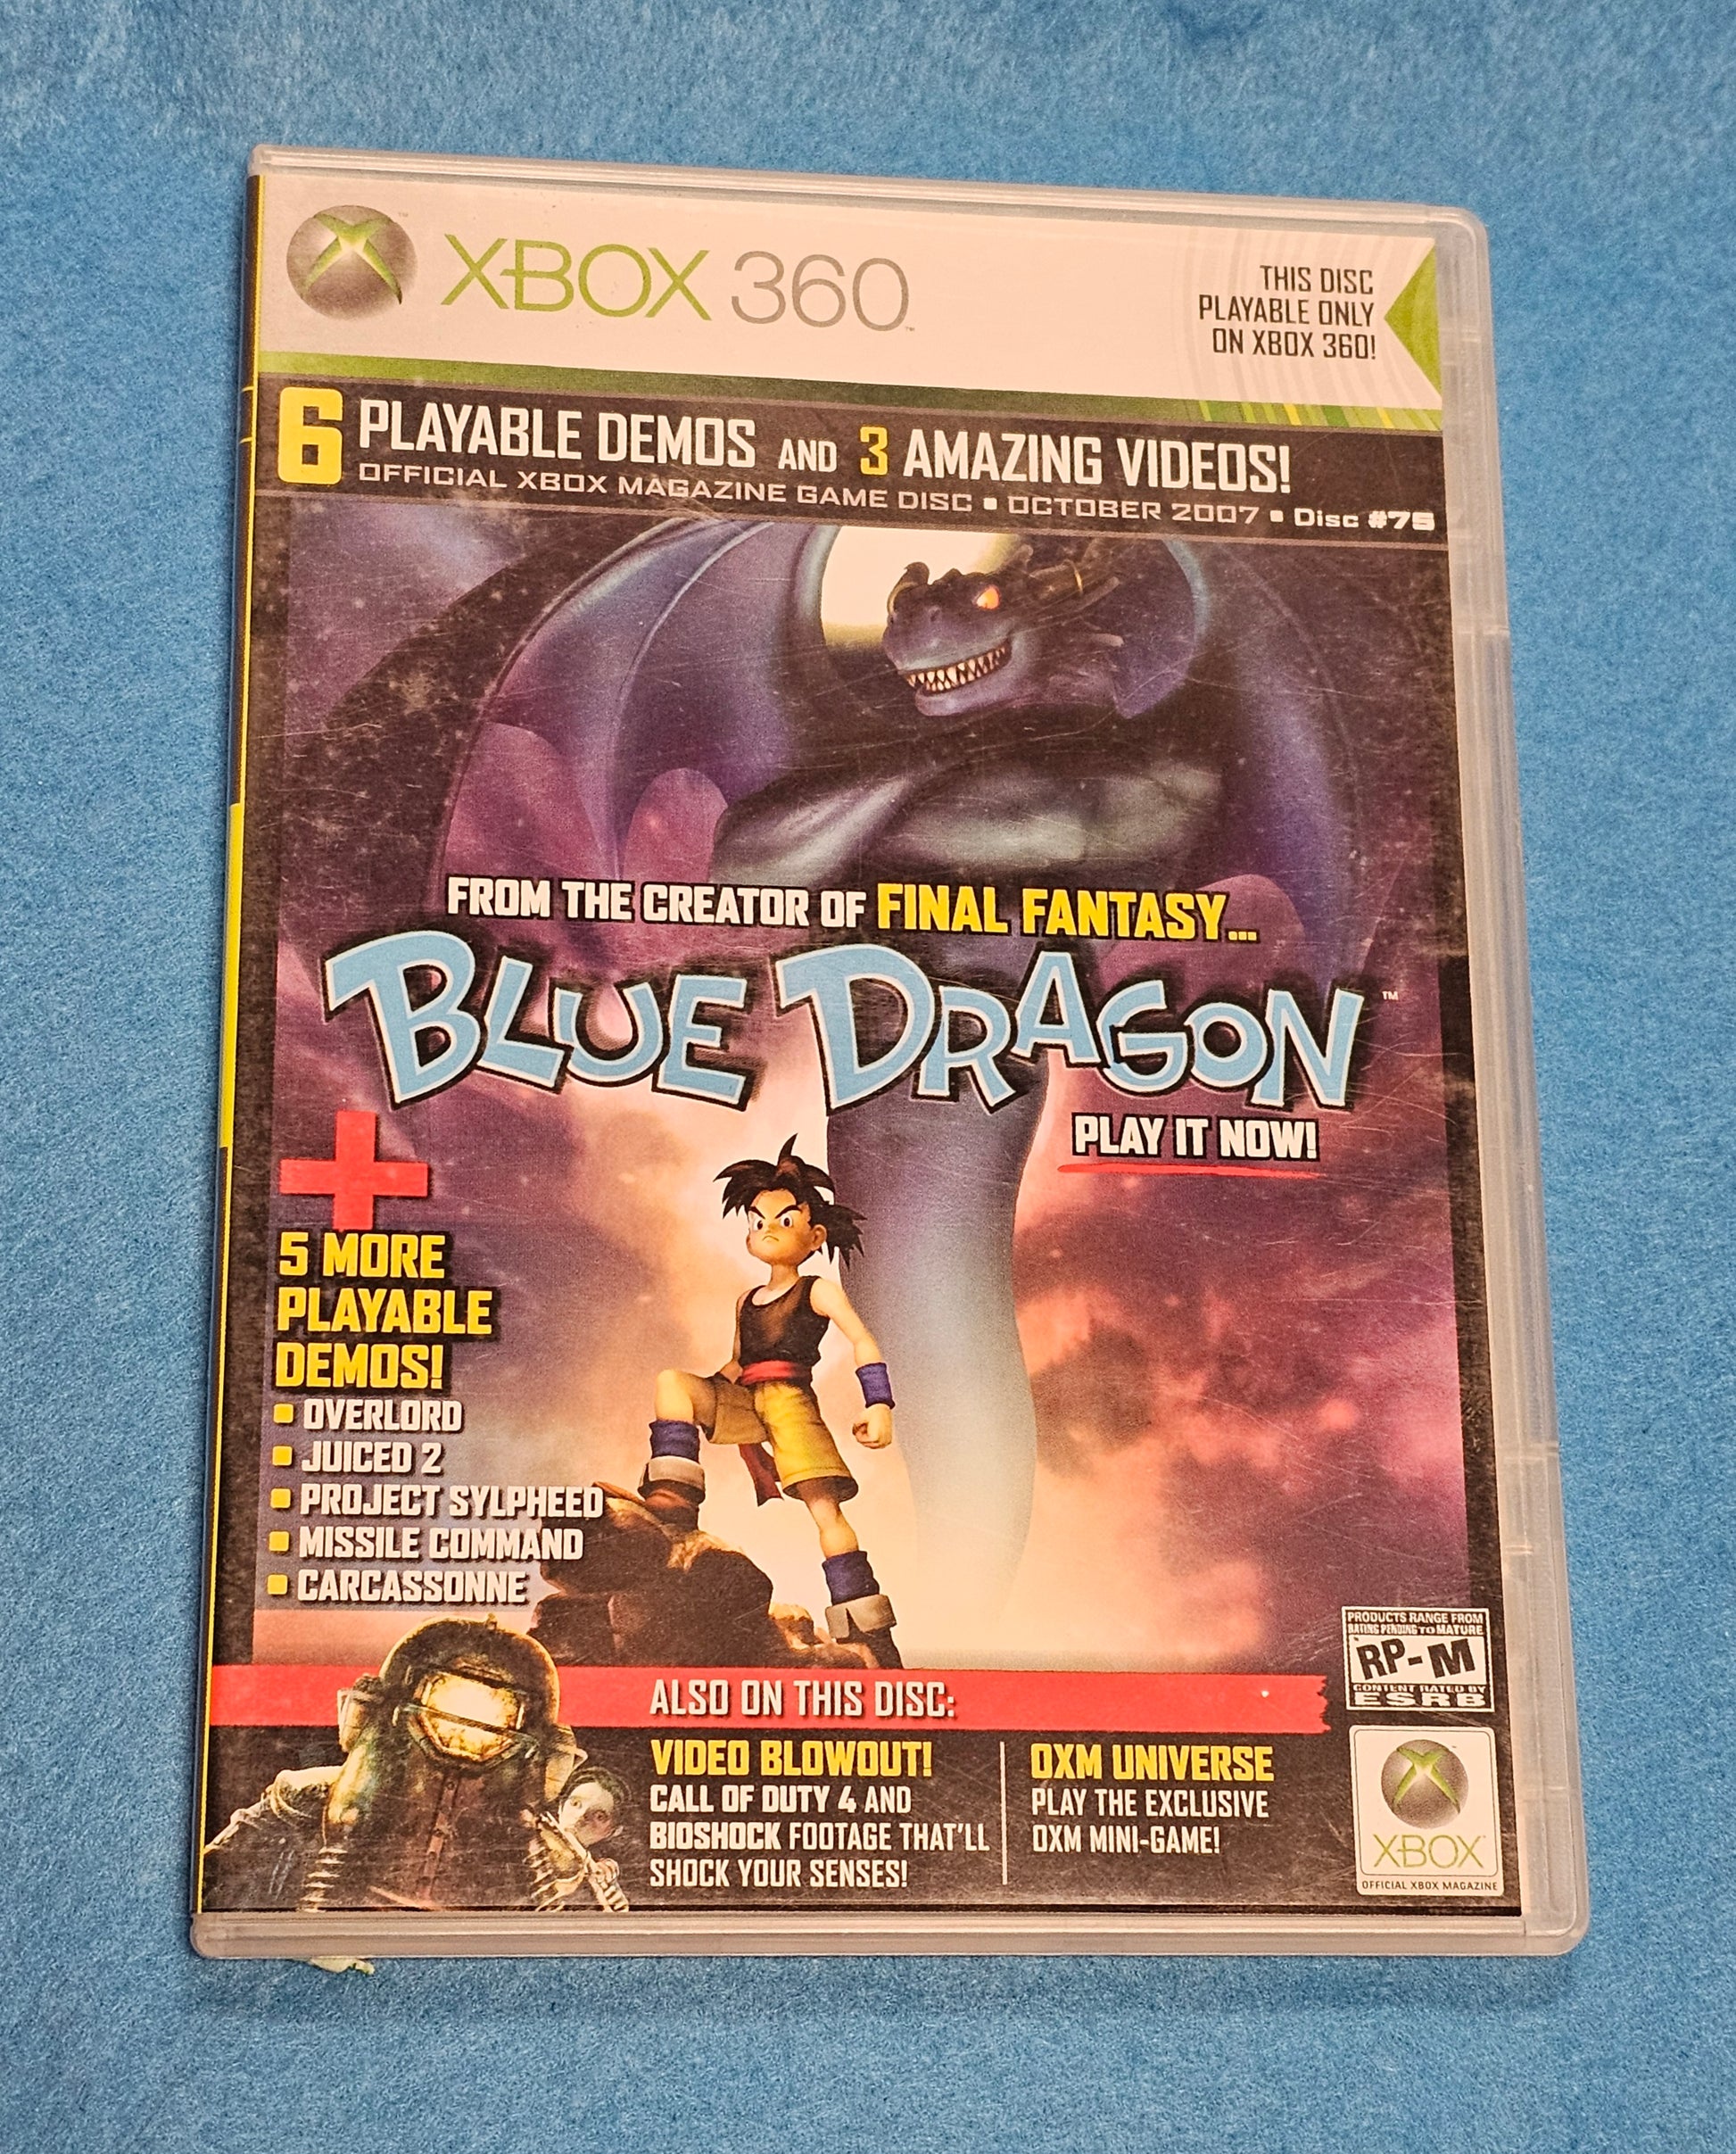 XBOX 360™
THIS DISC
PLAYABLE ONLY
ON XBOX 360!
6 PLAYABLE DEMOS AND 3 AMAZING VIDEOS!
OFFICIAL XBOX MAGAZINE GAME DISC ▪ OCTOBER 2007 ▪ Disc #75
FROM THE CREATOR OF FINAL FANTASY...
BLUE DRAGON™
PLAY IT NOW!
+
5 MORE
PLAYABLE
DEMOS!
▪ OVERLORD
▪ JUICED 2
▪ PROJECT SYLPHEED
▪ MISSILE COMMAND
▪ CARCASSONNE
PRODUCTS RANGE FROM
RATING PENDING TO MATURE
RP-M
CONTENT RATED BY
ESRB
ALSO ON THIS DISC:
VIDEO BLOWOUT!
CALL OF DUTY 4 AND
BIOSHOCK FOOTAGE THAT'LL
SHOCK YOUR SENSES!
OXM UNIVERSE
PLAY THE EXCLUSIVE
OXM MINI-GAME!
XBOX
OFFICIAL XBOX MAGAZINE